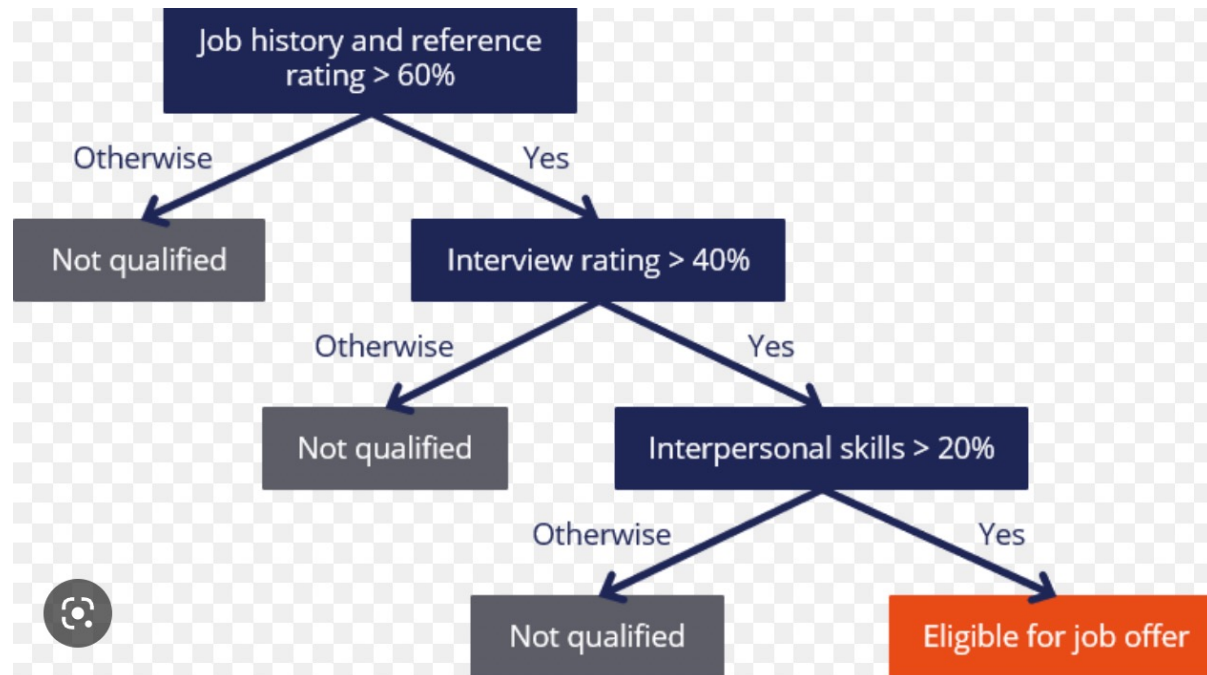 Job history and reference
rating > 60%
Otherwise
Yes
Not qualified
Interview rating > 40%
Otherwise
Yes
Not qualified
Interpersonal skills > 20%
Otherwise
Yes
Not qualified
Eligible for job offer